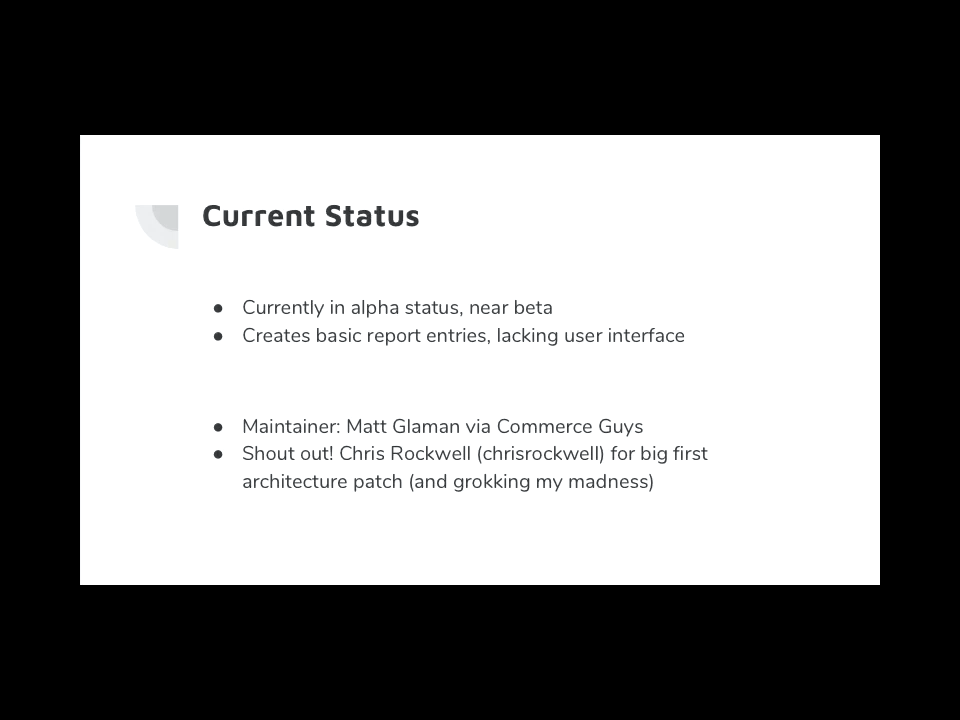 Current Status
● Currently in alpha status, near beta
● Creates basic report entries, lacking user interface
● Maintainer: Matt Glaman via Commerce Guys
● Shout out! Chris Rockwell (chrisrockwell) for big first
architecture patch (and grokking my madness)